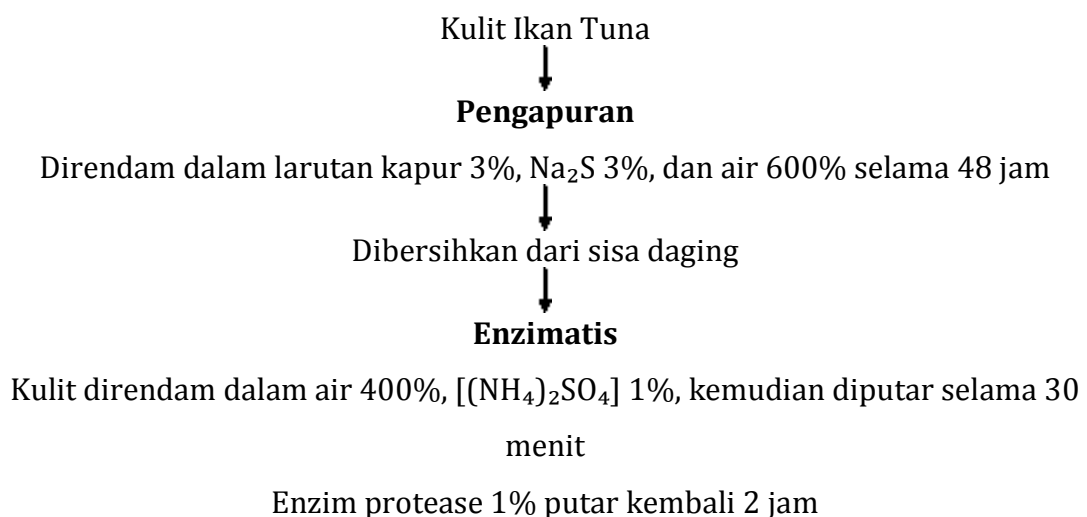 Kulit Ikan Tuna
Pengapuran
Direndam dalam larutan kapur 3%, Na₂S 3%, dan air 600% selama 48 jam
Dibersihkan dari sisa daging
Enzimatis
Kulit direndam dalam air 400%, [(NH₄)₂SO₄] 1%, kemudian diputar selama 30
menit
Enzim protease 1% putar kembali 2 jam